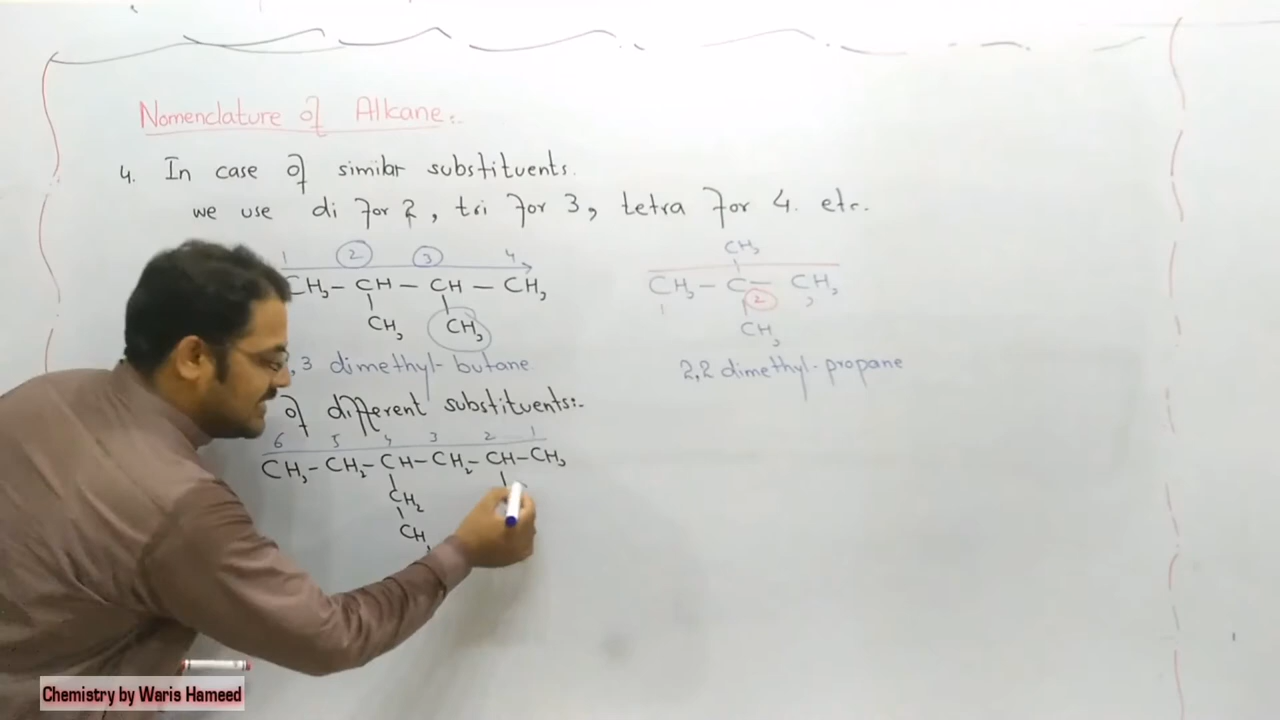 Nomenclature of Alkane:.
4. In case of similar substituents.
we use di for 2, tri for 3, tetra for 4. etc.
1 2 3 4
CH3 - CH - CH - CH3
CH3 CH3
,3 dimethyl-butane
CH3
CH3 - C - CH3
1 2 3
CH3
2,2 dimethyl-propane
of different substituents:.
6 5 4 3 2 1
CH3 - CH2 - CH - CH2 - CH - CH3
CH2
CH
Chemistry by Waris Hameed